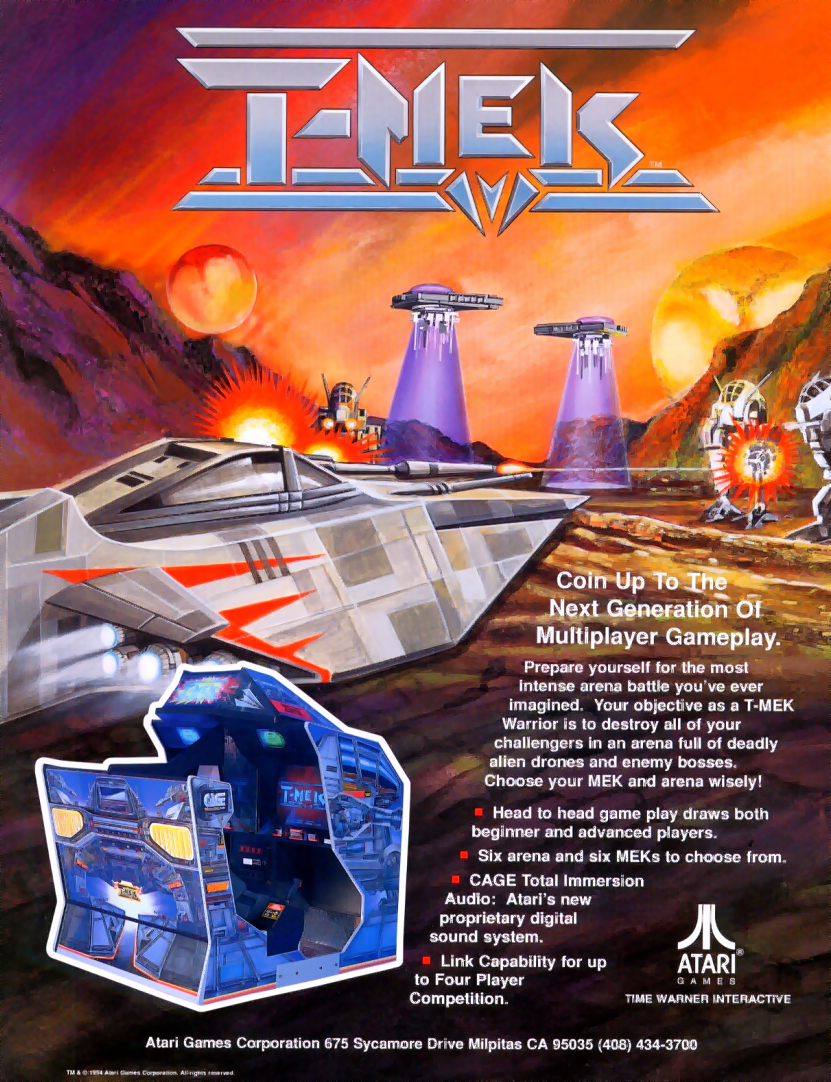 T-MEK
TM
Coin Up To The
Next Generation Of
Multiplayer Gameplay.
Prepare yourself for the most
intense arena battle you've ever
imagined. Your objective as a T-MEK
Warrior is to destroy all of your
challengers in an arena full of deadly
alien drones and enemy bosses.
Choose your MEK and arena wisely!
Head to head game play draws both
beginner and advanced players.
Six arena and six MEKs to choose from.
CAGE Total Immersion
Audio: Atari's new
proprietary digital
sound system.
Link Capability for up
to Four Player
Competition.
T-MEK
ATARI®
GAMES
TIME WARNER INTERACTIVE
Atari Games Corporation 675 Sycamore Drive Milpitas CA 95035 (408) 434-3700
TM & © 1994 Atari Games Corporation. All rights reserved.